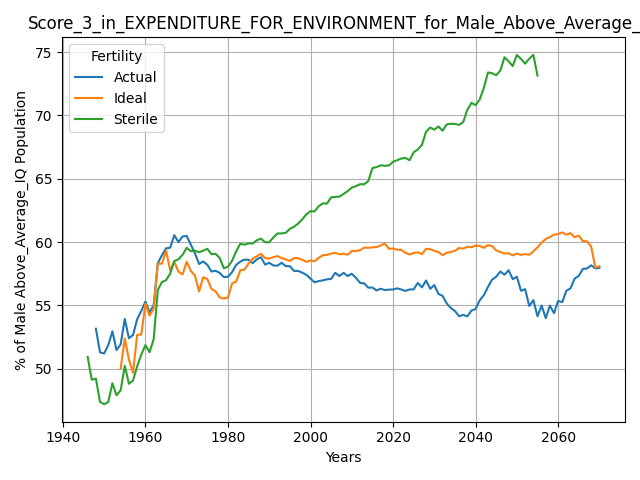 Score_3_in_EXPENDITURE_FOR_ENVIRONMENT_for_Male_Above_Average_
Fertility
Actual
Ideal
Sterile
% of Male Above_Average_IQ Population
75
70
65
60
55
50
1940
1960
1980
2000
2020
2040
2060
Years